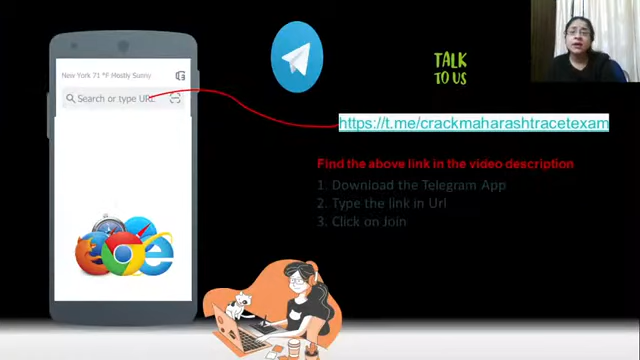 New York 71 °F Mostly Sunny
Search or type URL
TALK
TO US
https://t.me/crackmaharashtracetexam
Find the above link in the video description
1. Download the Telegram App
2. Type the link in Url
3. Click on Join